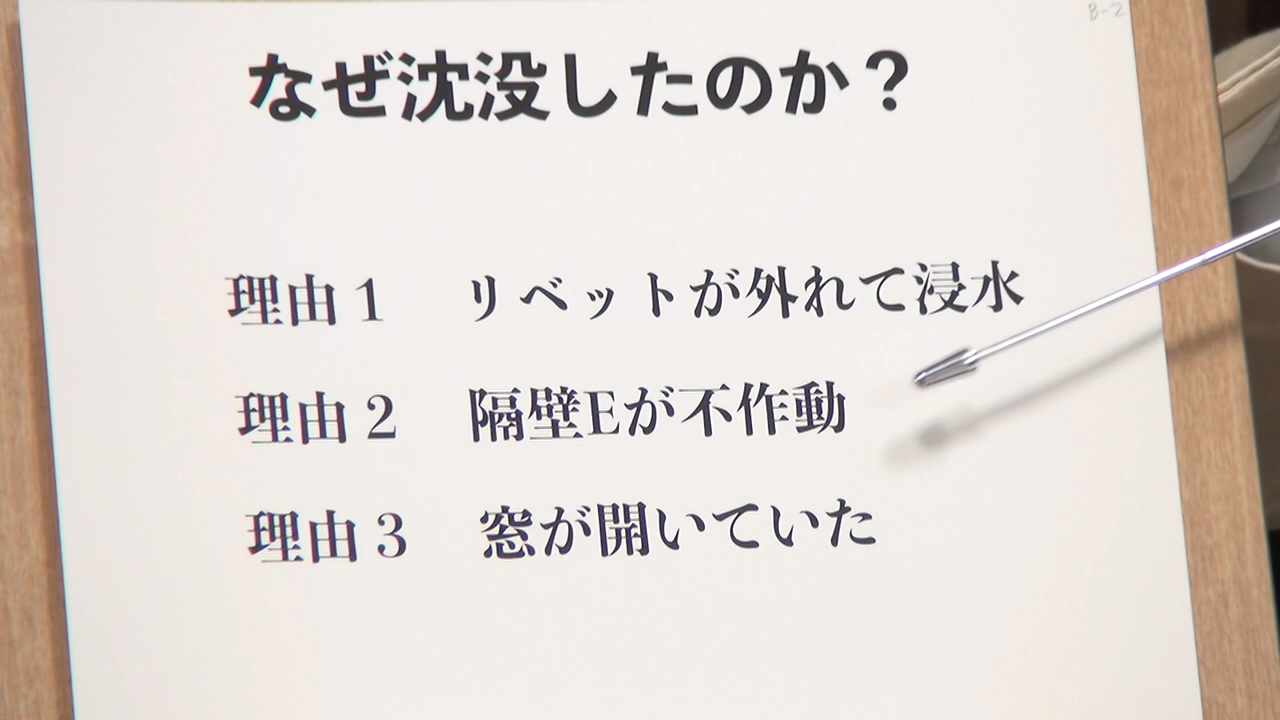 B-2
なぜ沈没したのか？
理由1 リベットが外れて浸水
理由2 隔壁Eが不作動
理由3 窓が開いていた